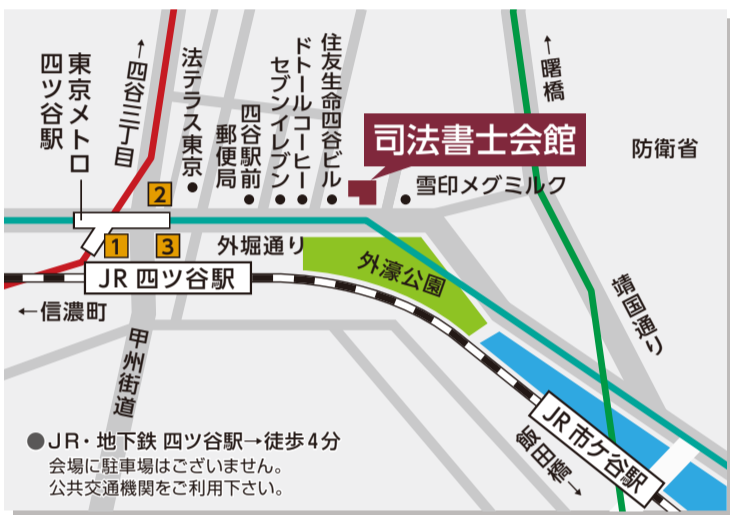 東京メトロ
四ツ谷駅
←四谷三丁目
法テラス東京
四谷駅前
郵便局
セブンイレブン
ドトールコーヒー
住友生命四谷ビル
司法書士会館
雪印メグミルク
←曙橋
防衛省
2
1
3
外堀通り
外濠公園
JR 四ツ谷駅
←信濃町
甲州街道
靖国通り
JR 市ケ谷駅
飯田橋→
●JR・地下鉄 四ツ谷駅→徒歩4分
会場に駐車場はございません。
公共交通機関をご利用下さい。